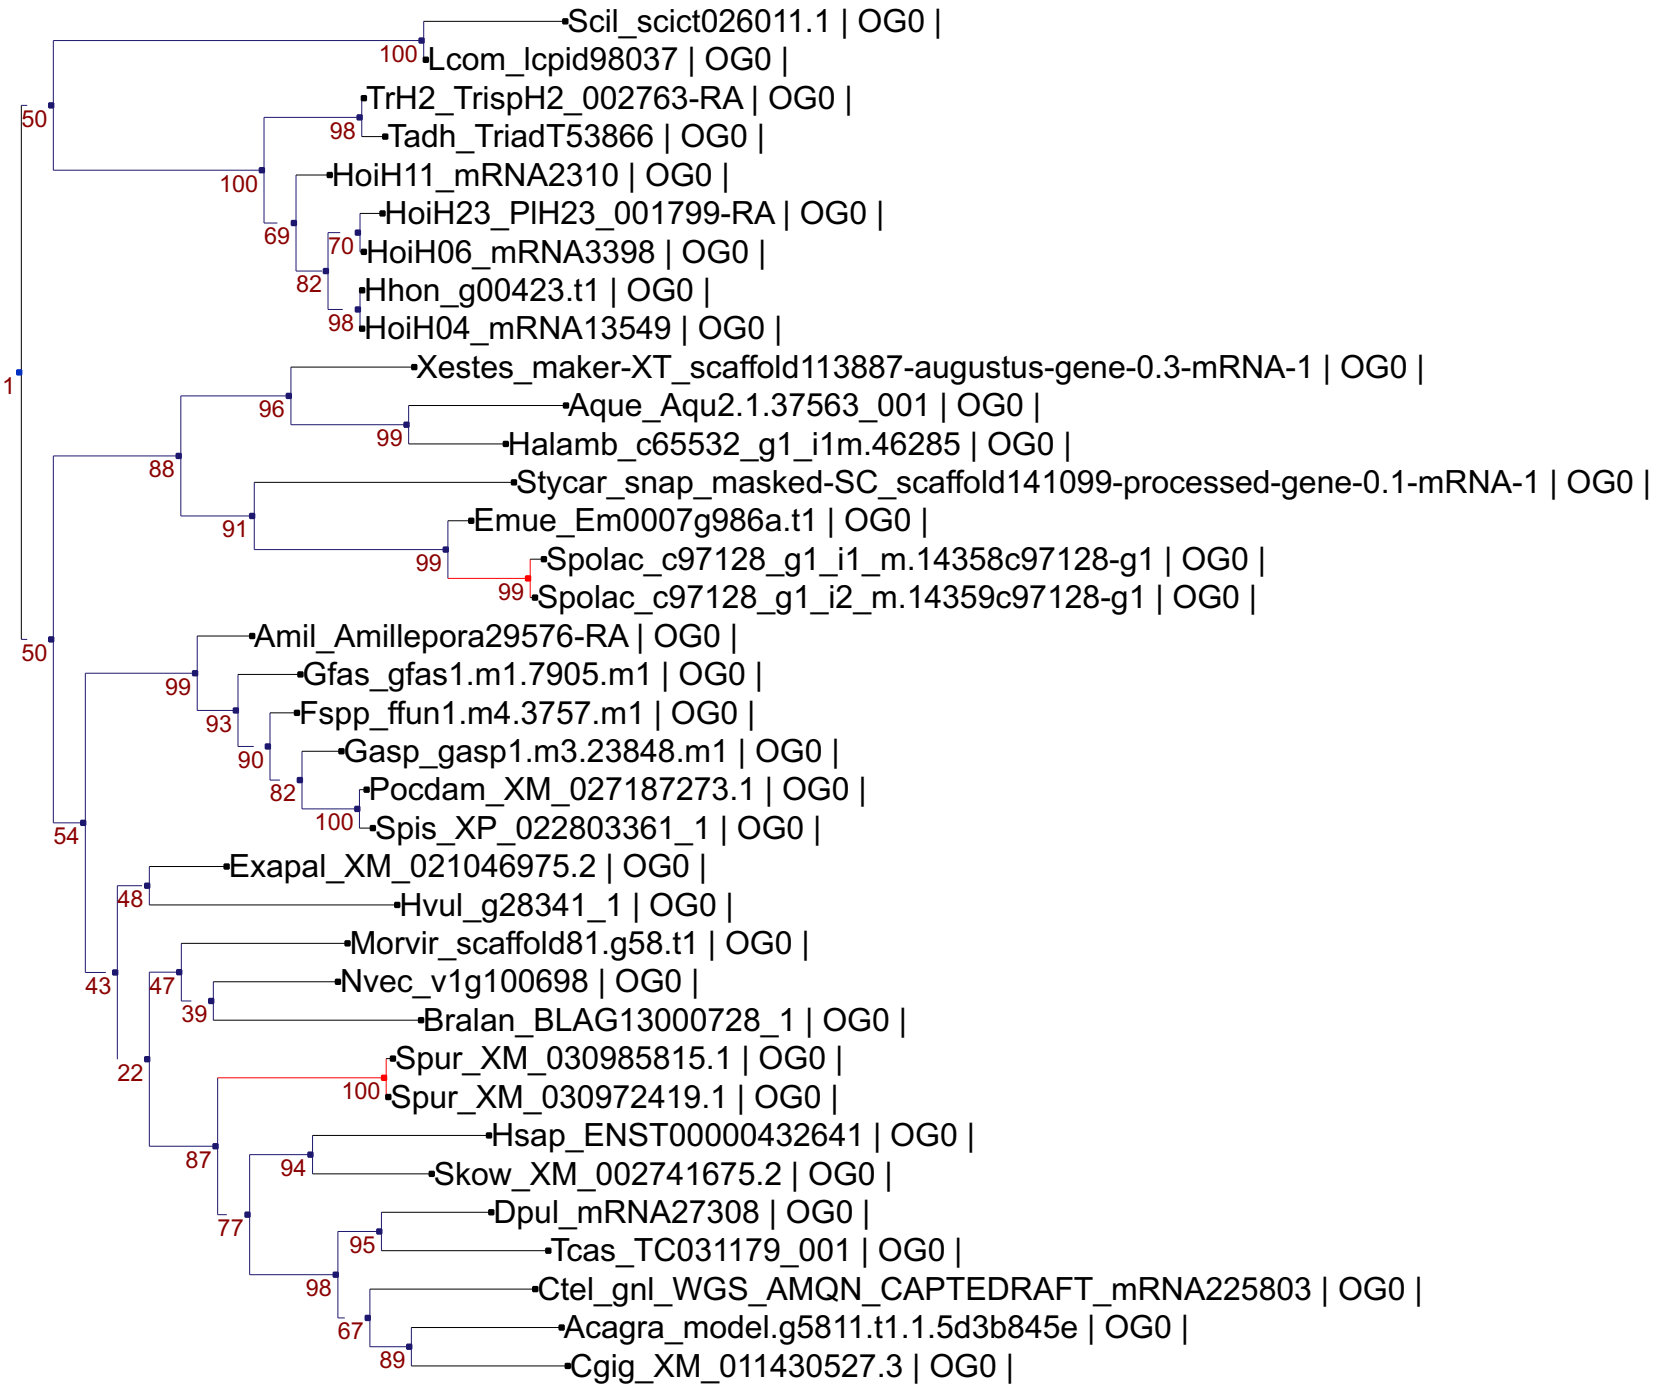 Scil_scict026011.1 | OG0 |
100
Lcom_lcpid98037 | OG0 |
TrH2_TrispH2_002763-RA | OG0 |
50
98
Tadh_TriadT53866 | OG0 |
HoiH11_mRNA2310 | OG0 |
100
HoiH23_PlH23_001799-RA | OG0 |
69
70
HoiH06_mRNA3398 | OG0 |
82
Hhon_g00423.t1 | OG0 |
98
HoiH04_mRNA13549 | OG0 |
Xestes_maker-XT_scaffold113887-augustus-gene-0.3-mRNA-1 | OG0 |
1
96
Aque_Aqu2.1.37563_001 | OG0 |
99
Halamb_c65532_g1_i1m.46285 | OG0 |
88
Stycar_snap_masked-SC_scaffold141099-processed-gene-0.1-mRNA-1 | OG0 |
91
Emue_Em0007g986a.t1 | OG0 |
99
Spolac_c97128_g1_i1_m.14358c97128-g1 | OG0 |
99
Spolac_c97128_g1_i2_m.14359c97128-g1 | OG0 |
Amil_Amillepora29576-RA | OG0 |
50
99
Gfas_gfas1.m1.7905.m1 | OG0 |
93
Fspp_ffun1.m4.3757.m1 | OG0 |
90
Gasp_gasp1.m3.23848.m1 | OG0 |
82
Pocdam_XM_027187273.1 | OG0 |
100
54
Spis_XP_022803361_1 | OG0 |
Exapal_XM_021046975.2 | OG0 |
48
Hvul_g28341_1 | OG0 |
Morvir_scaffold81.g58.t1 | OG0 |
43
47
Nvec_v1g100698 | OG0 |
39
Bralan_BLAG13000728_1 | OG0 |
22
Spur_XM_030985815.1 | OG0 |
100
Spur_XM_030972419.1 | OG0 |
Hsap_ENST00000432641 | OG0 |
87
94
Skow_XM_002741675.2 | OG0 |
Dpul_mRNA27308 | OG0 |
77
95
Tcas_TC031179_001 | OG0 |
98
Ctel_gnl_WGS_AMQN_CAPTEDRAFT_mRNA225803 | OG0 |
67
Acagra_model.g5811.t1.1.5d3b845e | OG0 |
89
Cgig_XM_011430527.3 | OG0 |